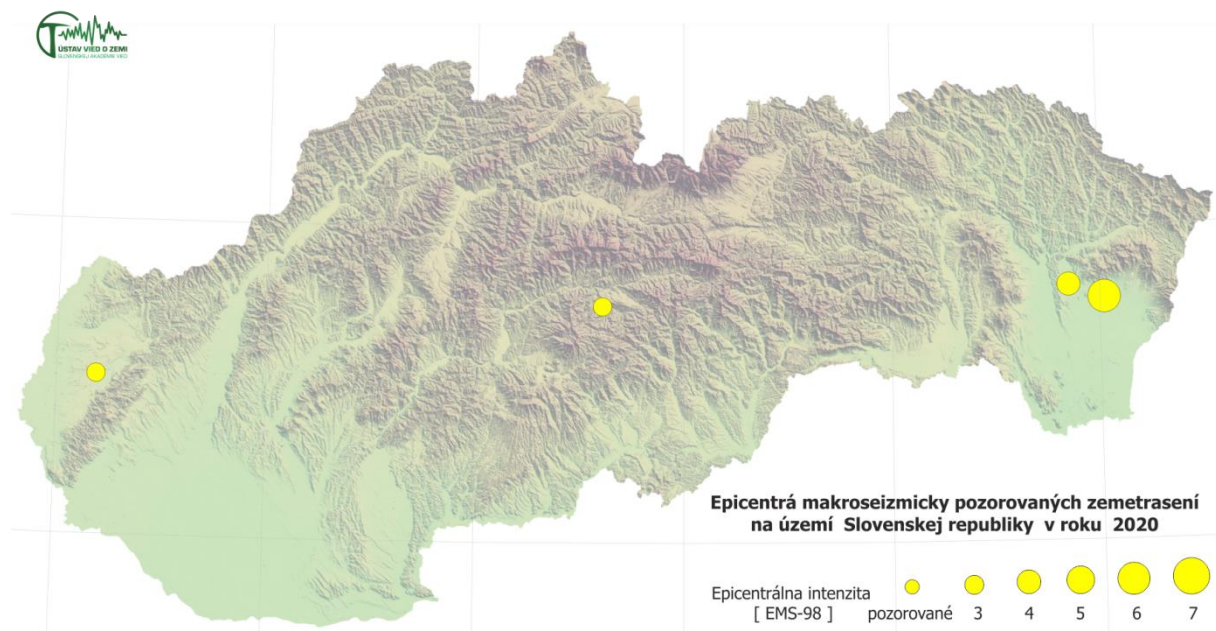 ÚSTAV VIED O ZEMI
SLOVENSKEJ AKADÉMIE VIED
Epicentrá makroseizmicky pozorovaných zemetrasení
na území Slovenskej republiky v roku 2020
Epicentrálna intenzita
[ EMS-98 ] pozorované 3 4 5 6 7